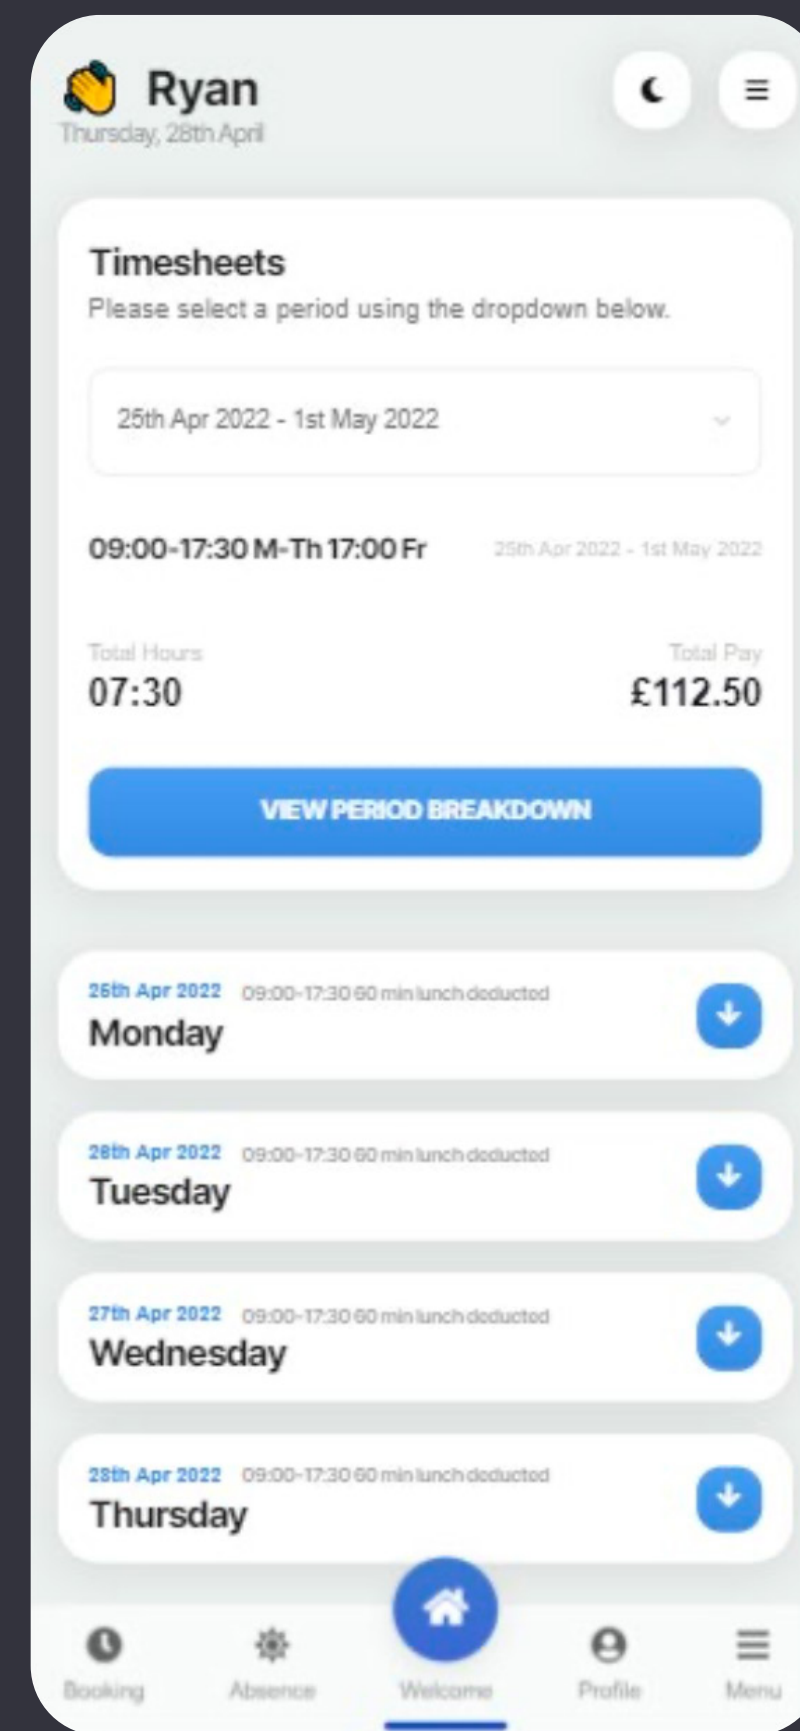 Ryan
Thursday, 28th April
Timesheets
Please select a period using the dropdown below.
25th Apr 2022 - 1st May 2022
09:00-17:30 M-Th 17:00 Fr
25th Apr 2022 - 1st May 2022
Total Hours
Total Pay
07:30
£112.50
VIEW PERIOD BREAKDOWN
Apr 2022 09:00-17:30 60 min lunch deducted
Monday
Apr 2022 09:00-17:30 60 min lunch deducted
Tuesday
27th Apr 2022 09:00-17:30 60 min lunch deducted
Wednesday
28th Apr 2022 09:00-17:30 60 min lunch deducted
Thursday
Booking
Absence
Welcome
Profile
Menu